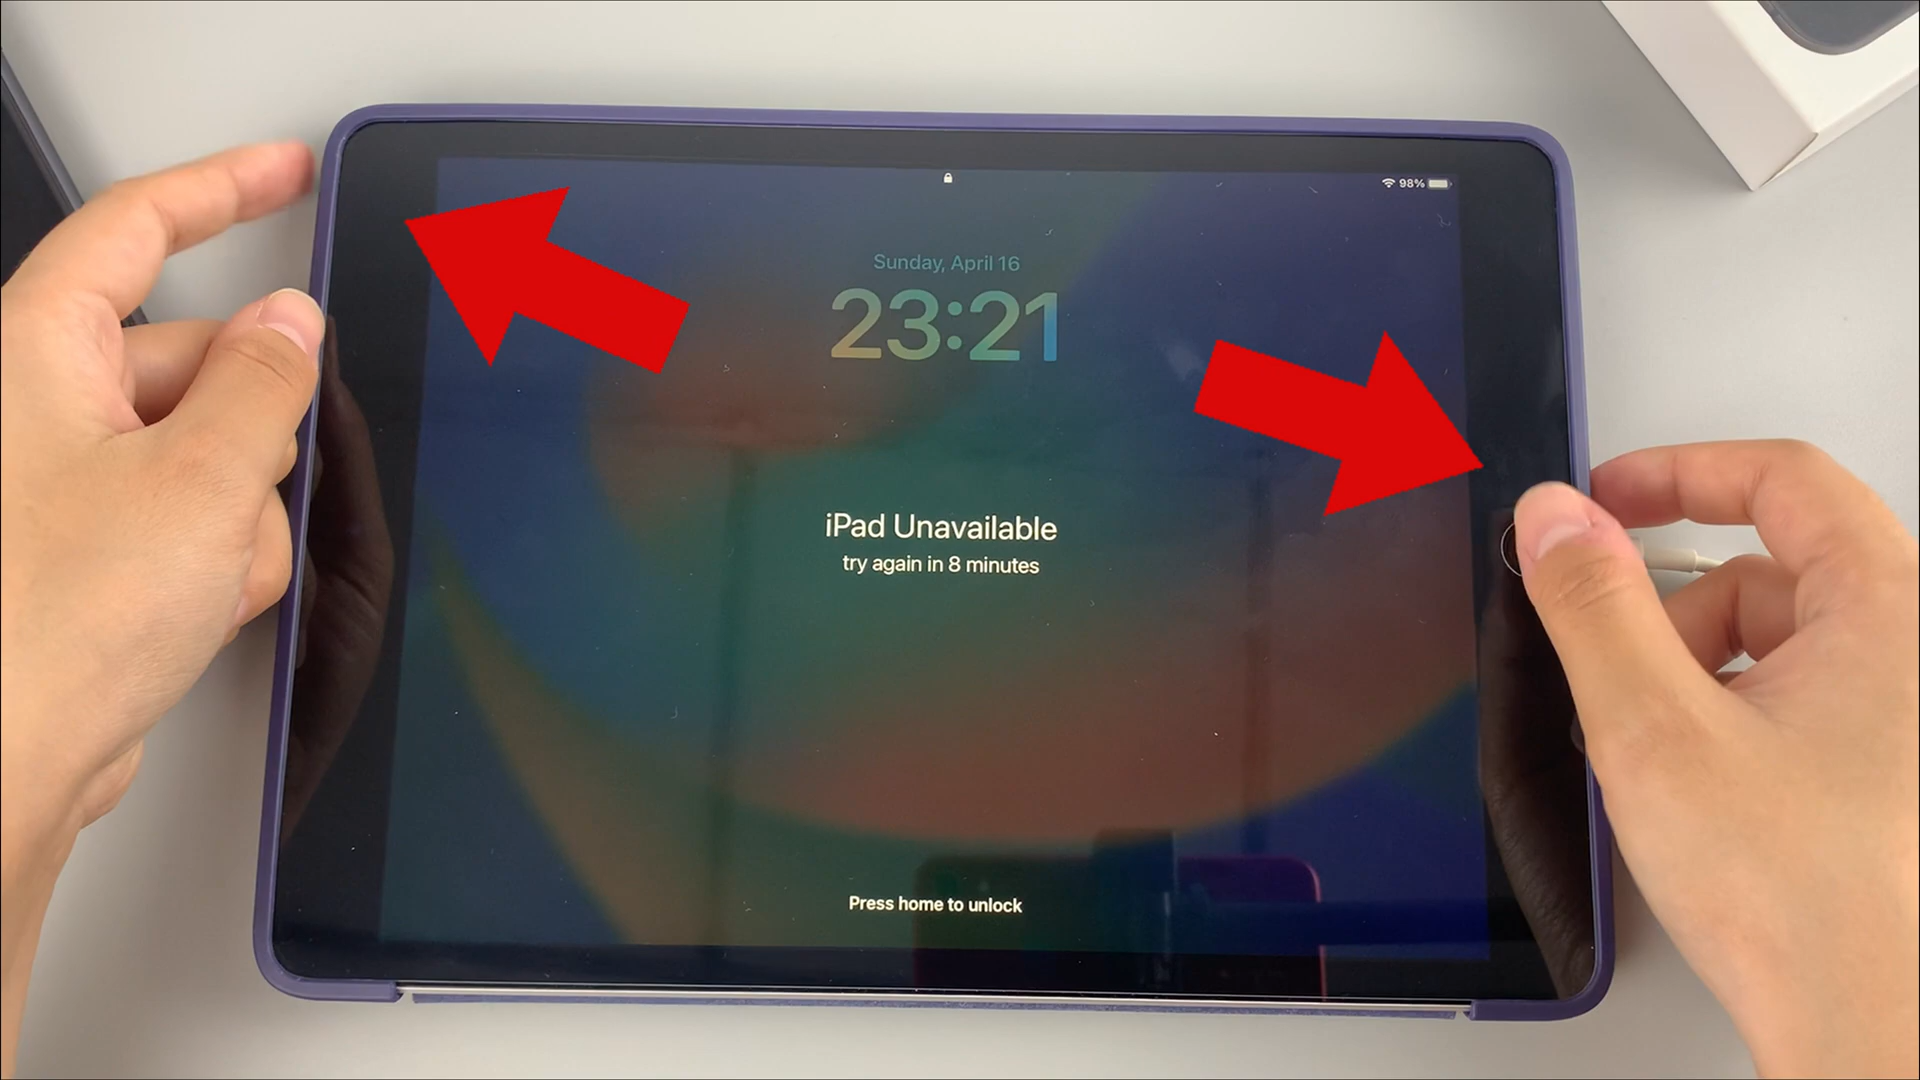 98%
Sunday, April 16
23:21
iPad Unavailable
try again in 8 minutes
Press home to unlock